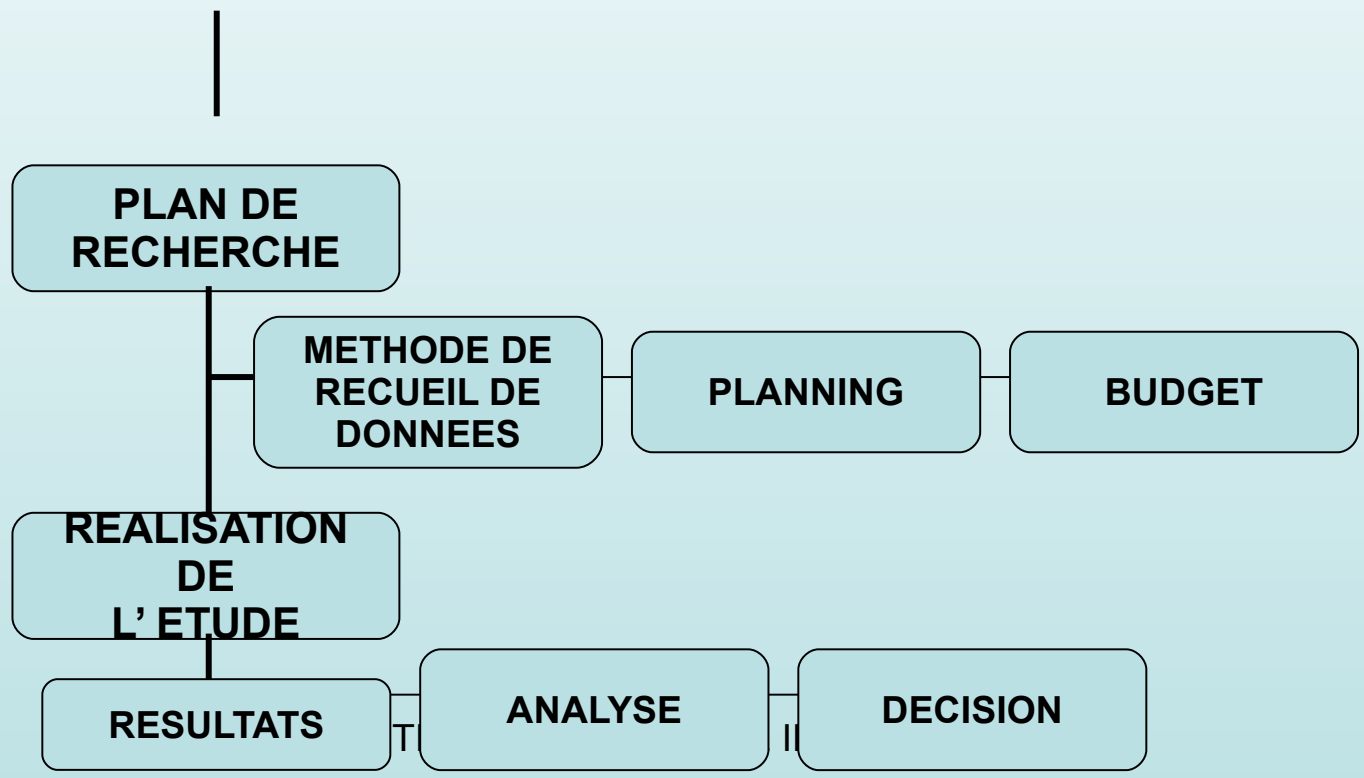 PLAN DE
RECHERCHE
METHODE DE
RECUEIL DE
DONNEES
PLANNING
BUDGET
REALISATION
DE
L’ ETUDE
RESULTATS
ANALYSE
DECISION